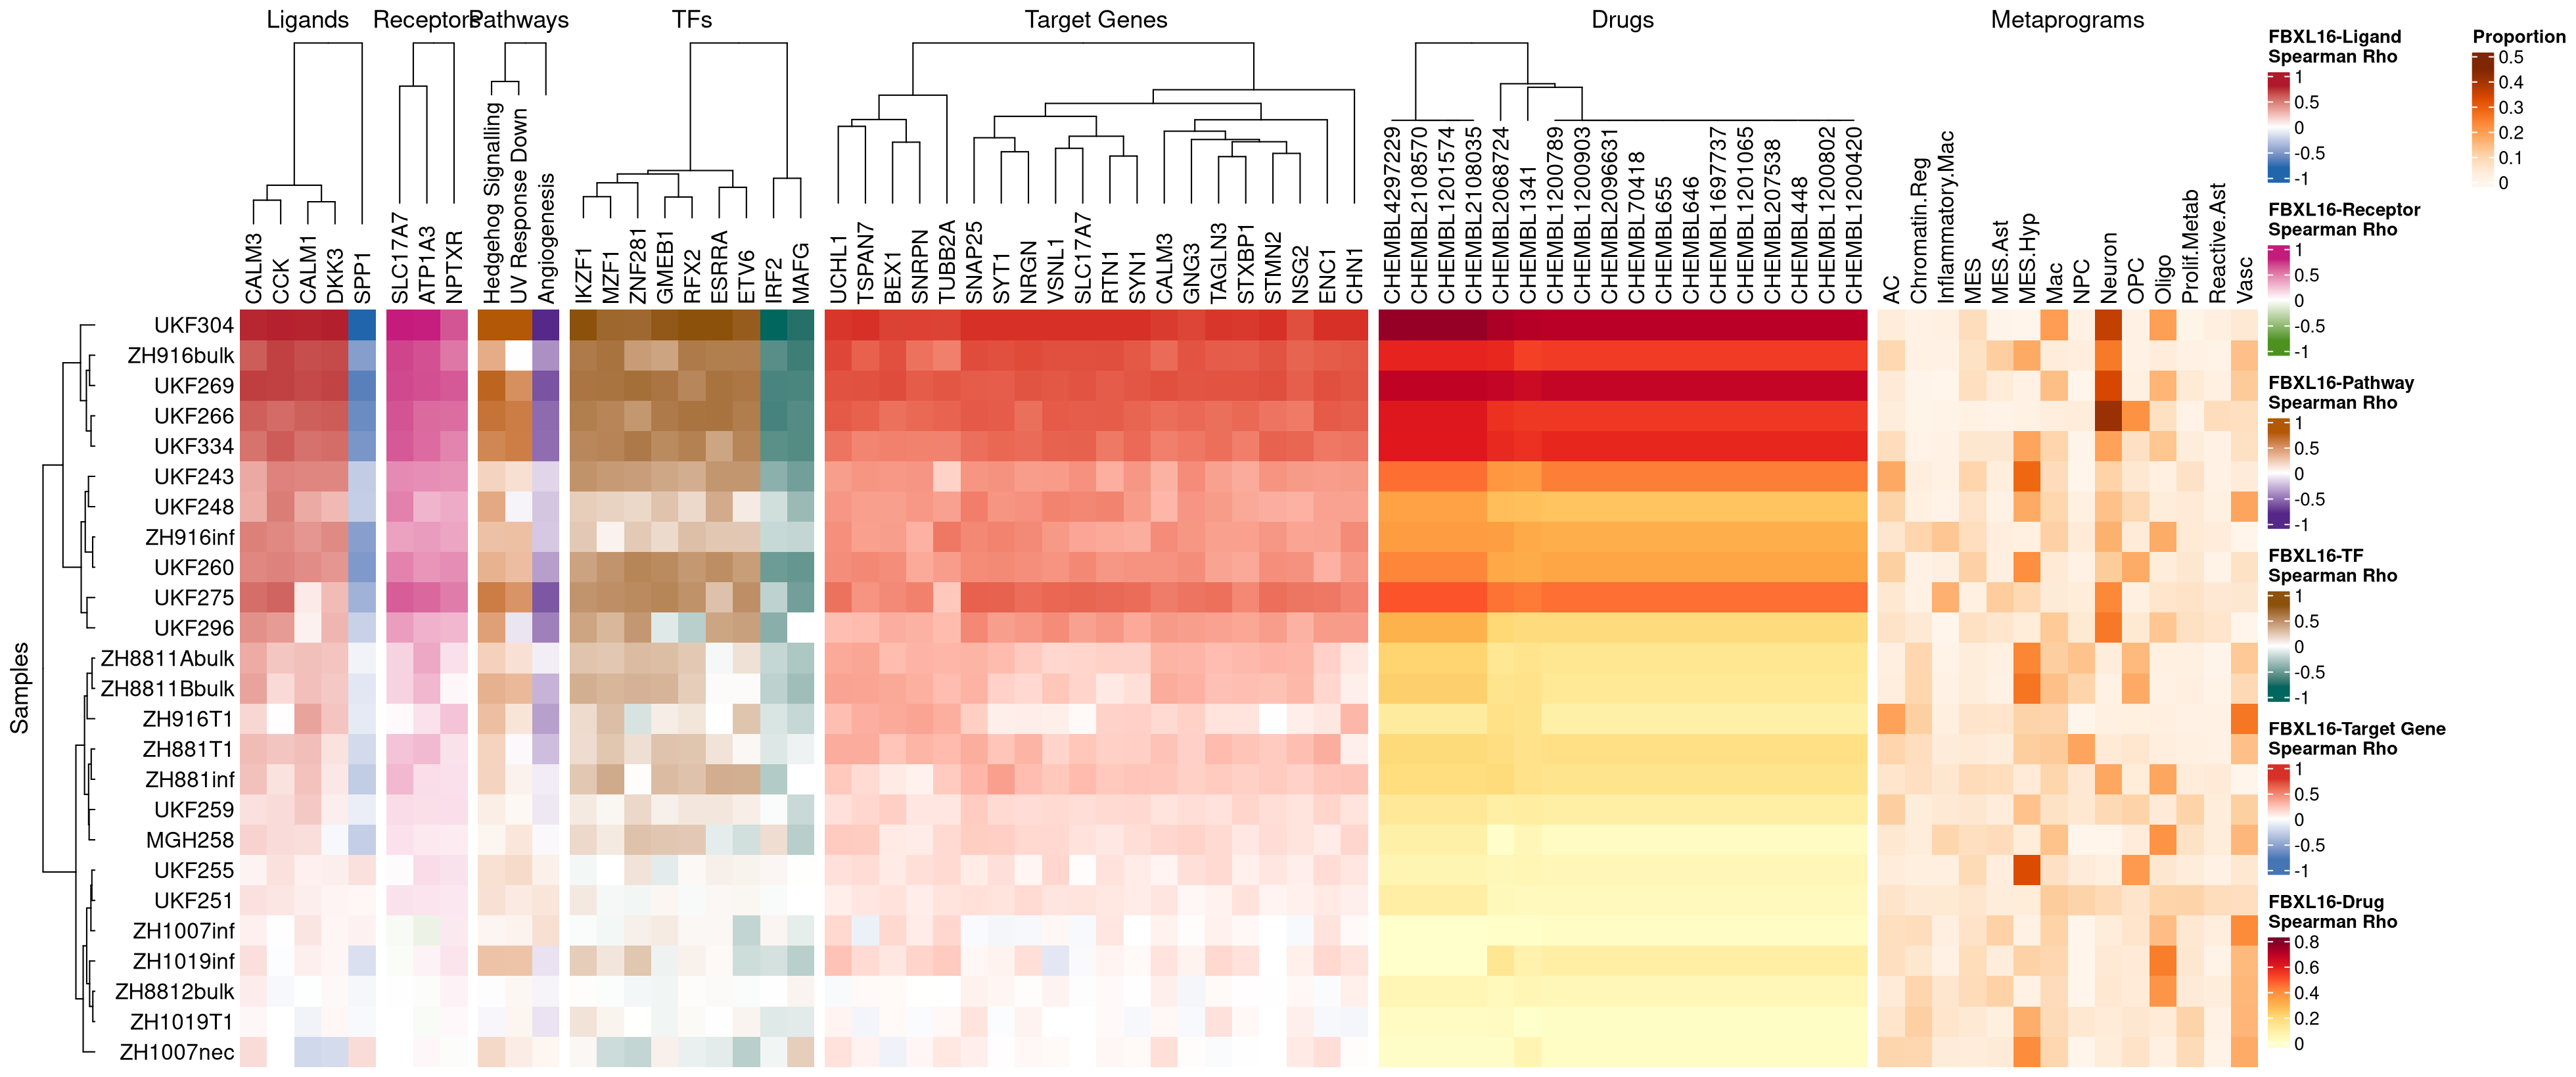 Ligands Receptors Pathways TFs Target Genes Drugs Metaprograms
CALM3
CCK
CALM1
DKK3
SPP1
SLC17A7
ATP1A3
NPTXR
Hedgehog Signalling
UV Response Down
Angiogenesis
IKZF1
MZF1
ZNF281
GMEB1
RFX2
ESRRA
ETV6
IRF2
MAFG
UCHL1
TSPAN7
BEX1
SNRPN
TUBB2A
SNAP25
SYT1
NRGN
VSNL1
SLC17A7
RTN1
SYN1
CALM3
GNG3
TAGLN3
STXBP1
STMN2
NSG2
ENC1
CHN1
CHEMBL4297229
CHEMBL2108570
CHEMBL1201574
CHEMBL2108035
CHEMBL2068724
CHEMBL1341
CHEMBL1200789
CHEMBL1200903
CHEMBL2096631
CHEMBL70418
CHEMBL655
CHEMBL646
CHEMBL1697737
CHEMBL1201065
CHEMBL207538
CHEMBL448
CHEMBL1200802
CHEMBL1200420
AC
Chromatin.Reg
Inflammatory.Mac
MES
MES.Ast
MES.Hyp
Mac
NPC
Neuron
OPC
Oligo
Prolif.Metab
Reactive.Ast
Vasc
Samples
UKF304
ZH916bulk
UKF269
UKF266
UKF334
UKF243
UKF248
ZH916inf
UKF260
UKF275
UKF296
ZH8811Abulk
ZH8811Bbulk
ZH916T1
ZH881T1
ZH881inf
UKF259
MGH258
UKF255
UKF251
ZH1007inf
ZH1019inf
ZH8812bulk
ZH1019T1
ZH1007nec
FBXL16-Ligand
Spearman Rho
1
0.5
0
-0.5
-1
FBXL16-Receptor
Spearman Rho
1
0.5
0
-0.5
-1
FBXL16-Pathway
Spearman Rho
1
0.5
0
-0.5
-1
FBXL16-TF
Spearman Rho
1
0.5
0
-0.5
-1
FBXL16-Target Gene
Spearman Rho
1
0.5
0
-0.5
-1
FBXL16-Drug
Spearman Rho
0.8
0.6
0.4
0.2
0
Proportion
0.5
0.4
0.3
0.2
0.1
0